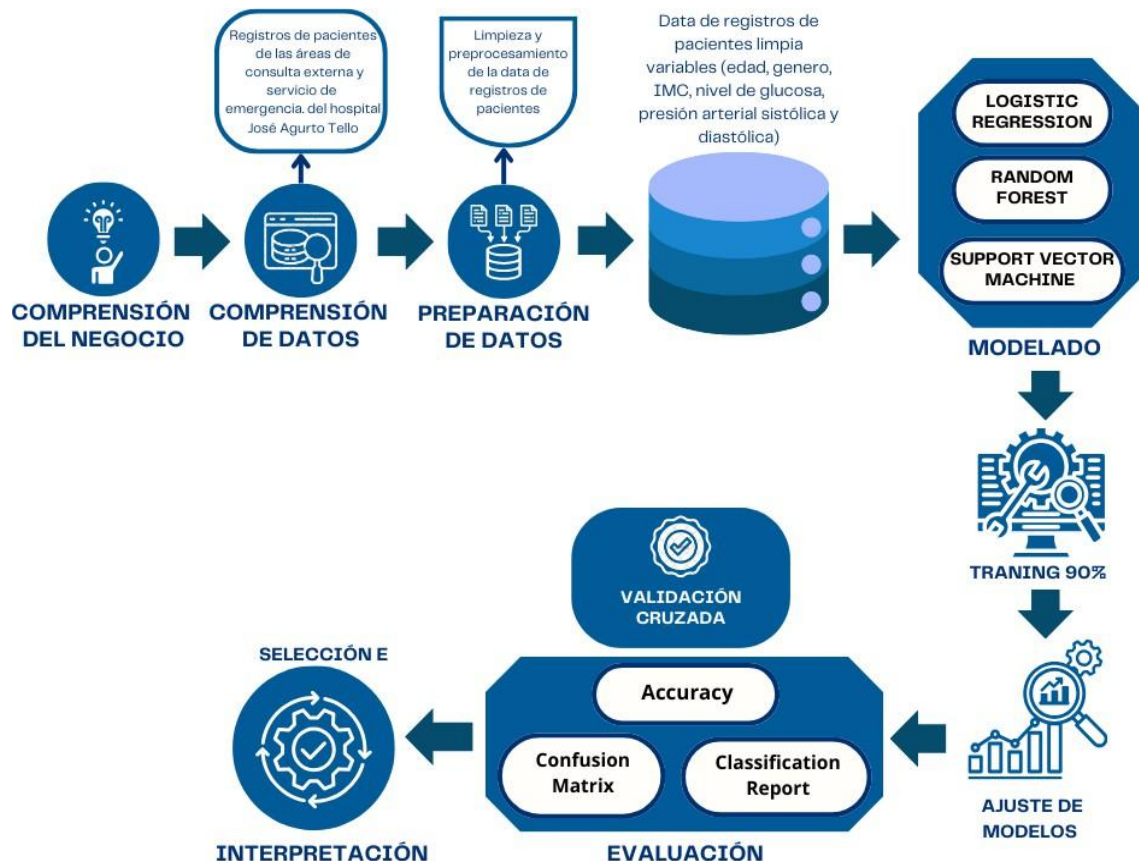 Registros de pacientes
de las áreas de
consulta externa y
servicio de
emergencia. del hospital
José Agurto Tello
Limpieza y
preprocesamiento
de la data de
registros de
pacientes
Data de registros de
pacientes limpia
variables (edad, genero,
IMC, nivel de glucosa,
presión arterial sistólica y
diastólica)
LOGISTIC
REGRESSION
RANDOM
FOREST
SUPPORT VECTOR
MACHINE
COMPRENSIÓN
DEL NEGOCIO
COMPRENSIÓN
DE DATOS
PREPARACIÓN
DE DATOS
MODELADO
TRANING 90%
AJUSTE DE
MODELOS
VALIDACIÓN
CRUZADA
Accuracy
Confusion
Matrix
Classification
Report
EVALUACIÓN
SELECCIÓN E
INTERPRETACIÓN